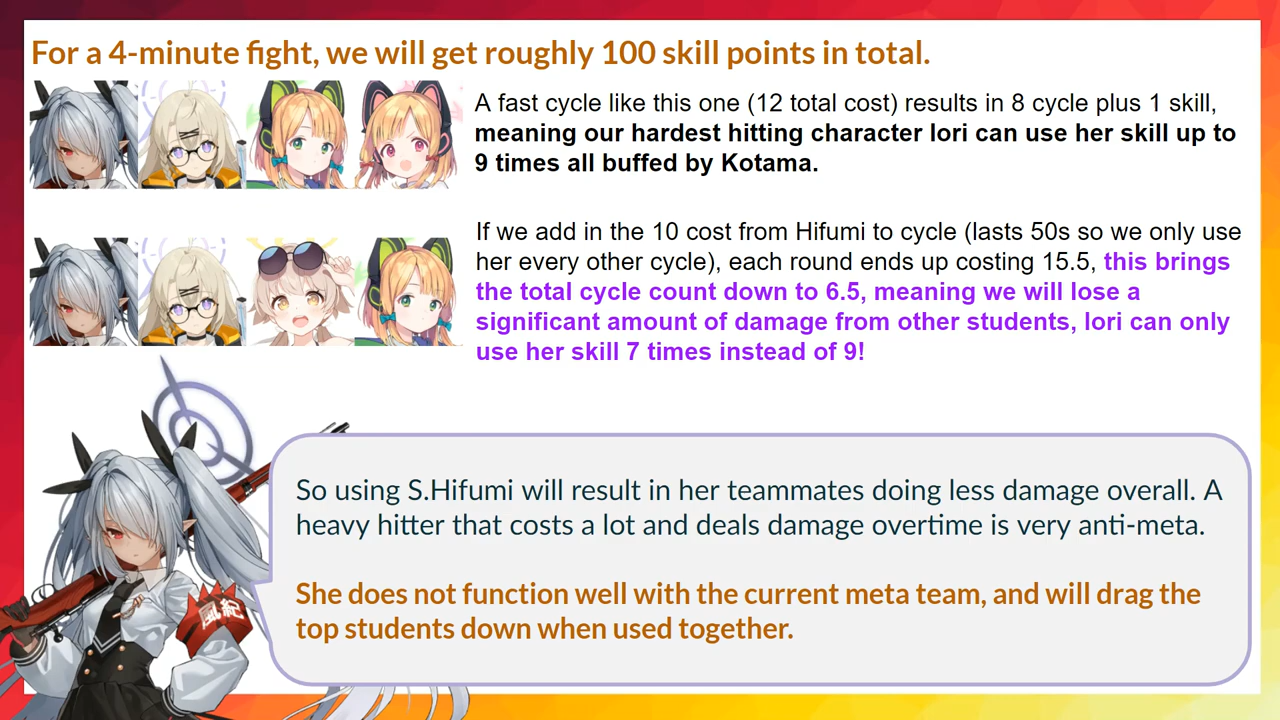 For a 4-minute fight, we will get roughly 100 skill points in total.
A fast cycle like this one (12 total cost) results in 8 cycle plus 1 skill,
meaning our hardest hitting character Iori can use her skill up to
9 times all buffed by Kotama.
If we add in the 10 cost from Hifumi to cycle (lasts 50s so we only use
her every other cycle), each round ends up costing 15.5, this brings
the total cycle count down to 6.5, meaning we will lose a
significant amount of damage from other students, Iori can only
use her skill 7 times instead of 9!
So using S.Hifumi will result in her teammates doing less damage overall. A
heavy hitter that costs a lot and deals damage overtime is very anti-meta.
She does not function well with the current meta team, and will drag the
top students down when used together.
風紀